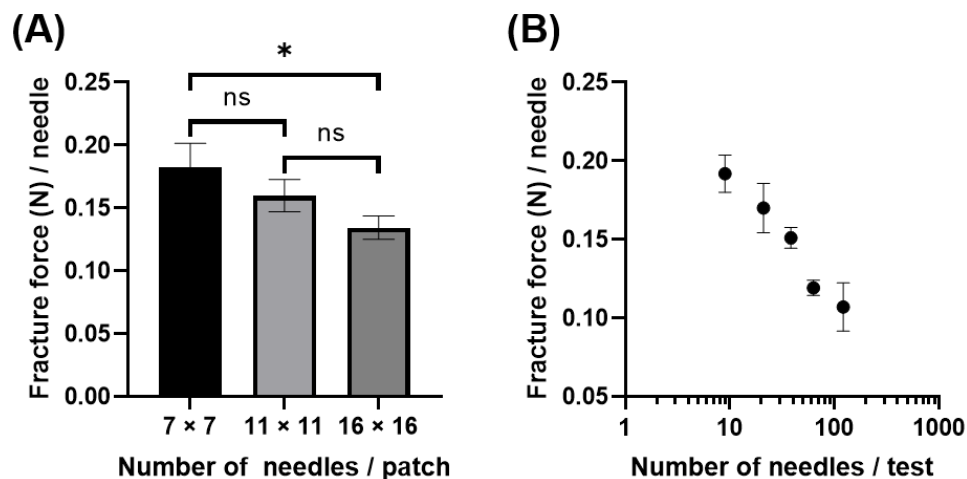 (A)
Fracture force (N) / needle
0.25
0.20
0.15
0.10
0.05
0.00
*
ns
ns
7 × 7 11 × 11 16 × 16
Number of needles / patch
(B)
Fracture force (N) / needle
0.25
0.20
0.15
0.10
0.05
1 10 100 1000
Number of needles / test